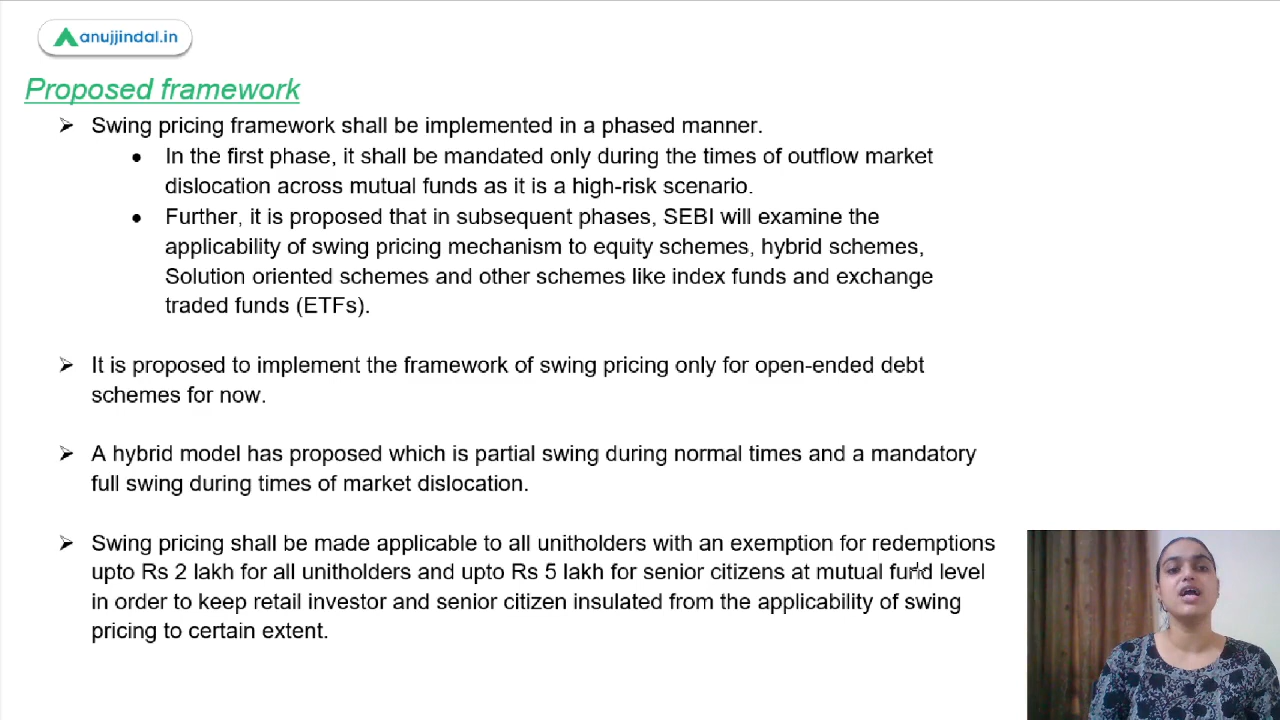 anujjindal.in
Proposed framework
➢ Swing pricing framework shall be implemented in a phased manner.
• In the first phase, it shall be mandated only during the times of outflow market
dislocation across mutual funds as it is a high-risk scenario.
• Further, it is proposed that in subsequent phases, SEBI will examine the
applicability of swing pricing mechanism to equity schemes, hybrid schemes,
Solution oriented schemes and other schemes like index funds and exchange
traded funds (ETFs).
➢ It is proposed to implement the framework of swing pricing only for open-ended debt
schemes for now.
➢ A hybrid model has proposed which is partial swing during normal times and a mandatory
full swing during times of market dislocation.
➢ Swing pricing shall be made applicable to all unitholders with an exemption for redemptions
upto Rs 2 lakh for all unitholders and upto Rs 5 lakh for senior citizens at mutual fund level
in order to keep retail investor and senior citizen insulated from the applicability of swing
pricing to certain extent.